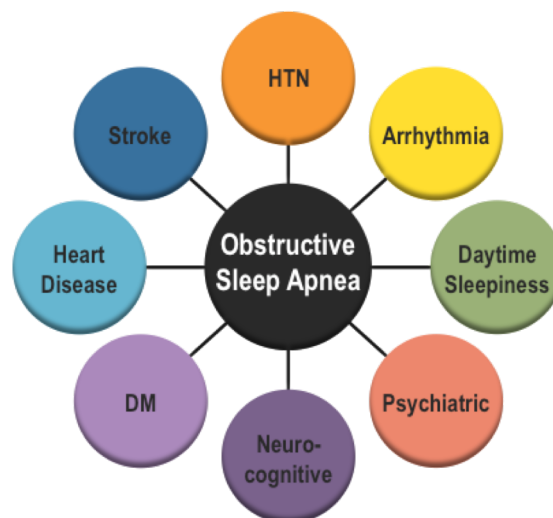 HTN
Stroke
Arrhythmia
Obstructive
Sleep Apnea
Heart
Disease
Daytime
Sleepiness
DM
Psychiatric
Neuro-
cognitive